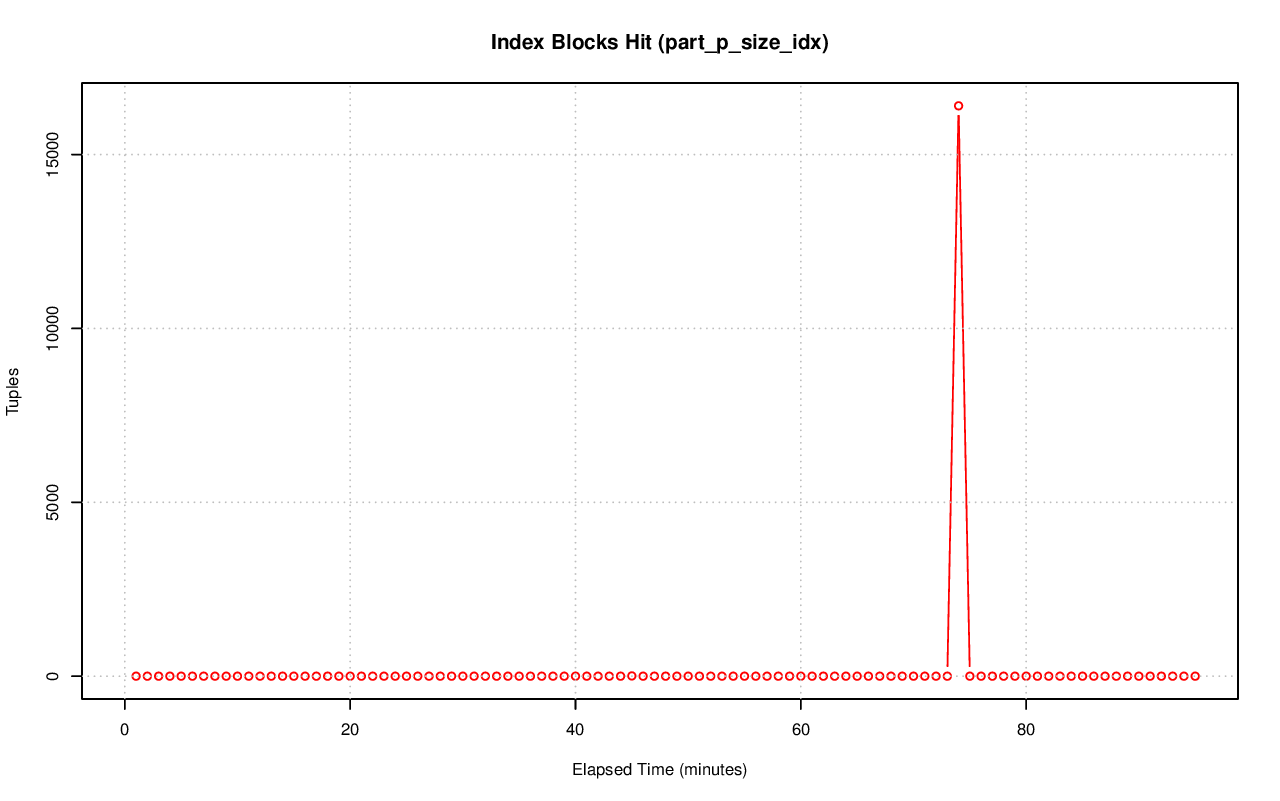 Index Blocks Hit (part_p_size_idx)
Tuples
15000
10000
5000
0
0 20 40 60 80
Elapsed Time (minutes)